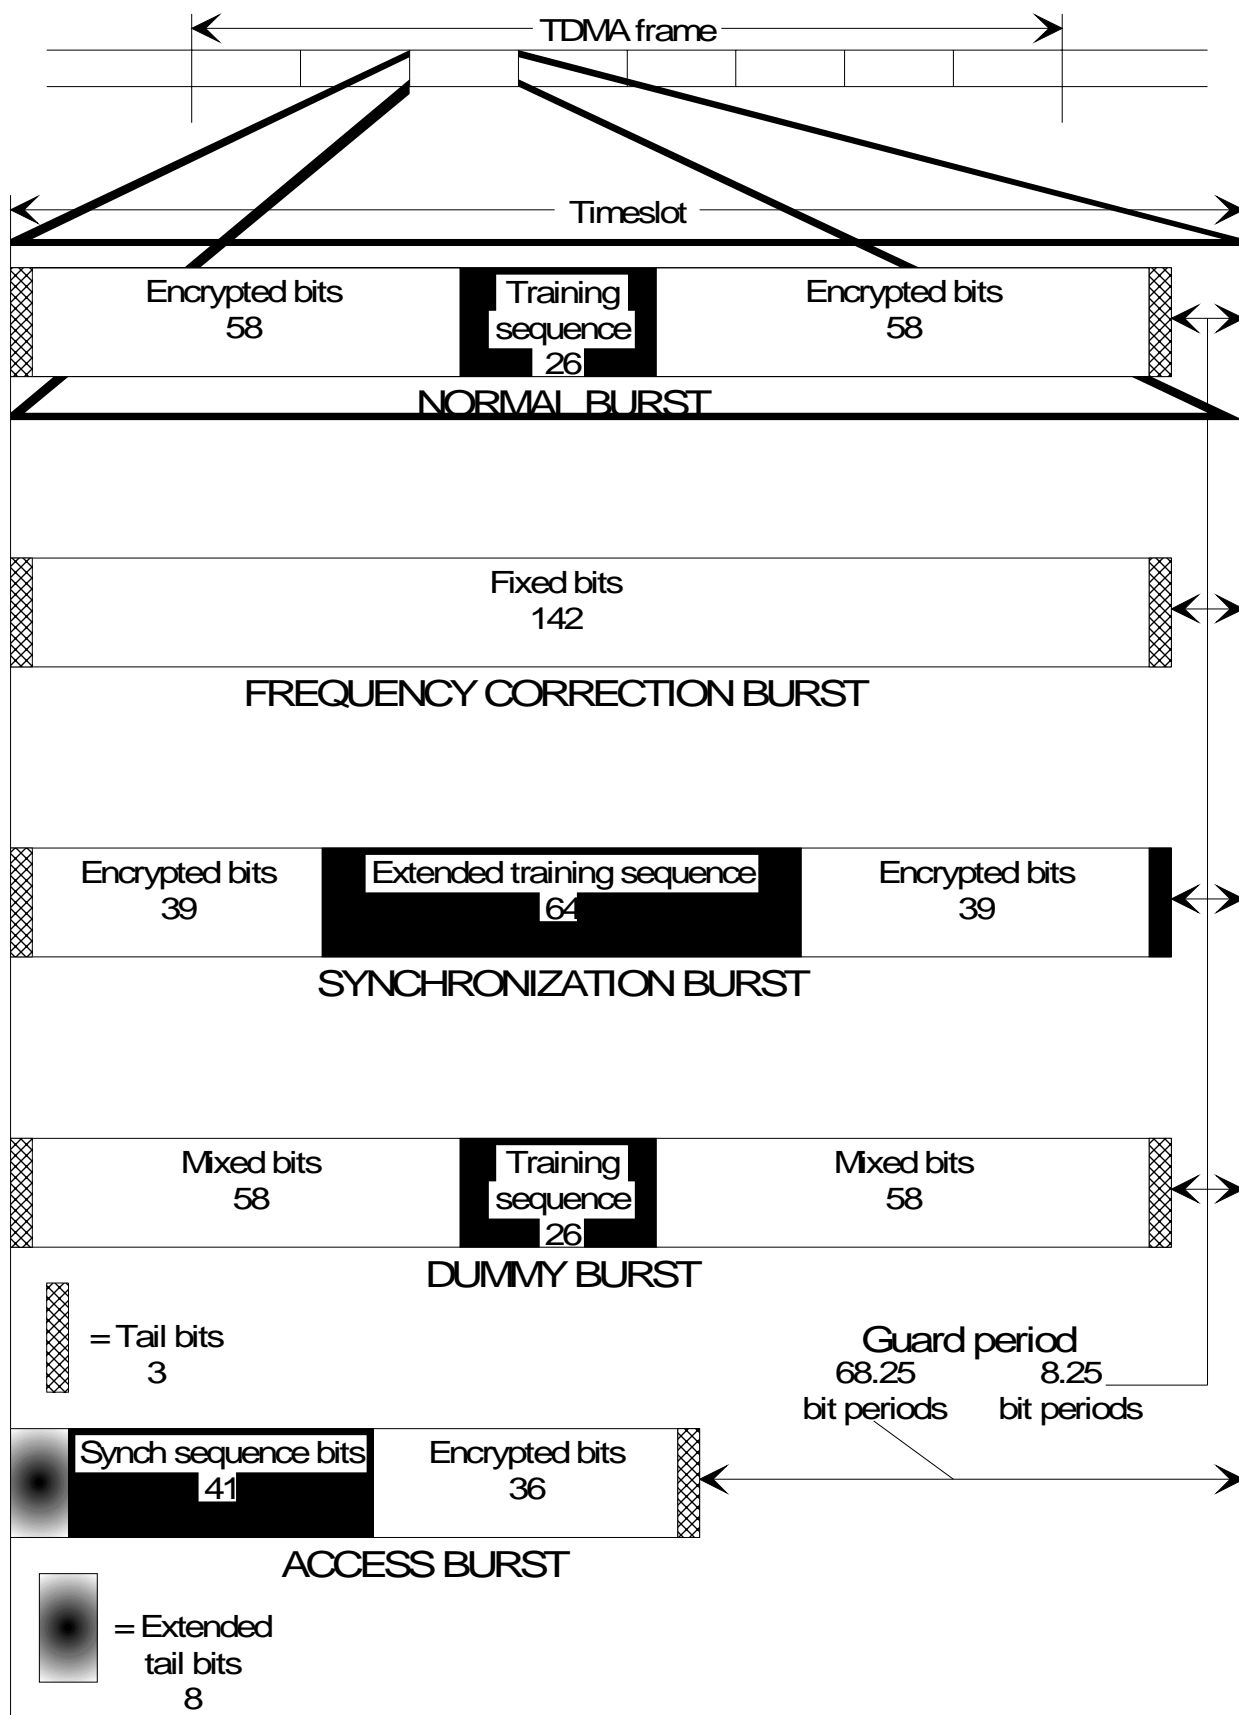 TDMA frame
Timeslot
Encrypted bits
58
Training
sequence
26
Encrypted bits
58
NORMAL BURST
Fixed bits
142
FREQUENCY CORRECTION BURST
Encrypted bits
39
Extended training sequence
64
Encrypted bits
39
SYNCHRONIZATION BURST
Mixed bits
58
Training
sequence
26
Mixed bits
58
DUMMY BURST
= Tail bits
3
Guard period
68.25
bit periods
8.25
bit periods
Synch sequence bits
41
Encrypted bits
36
ACCESS BURST
= Extended
tail bits
8